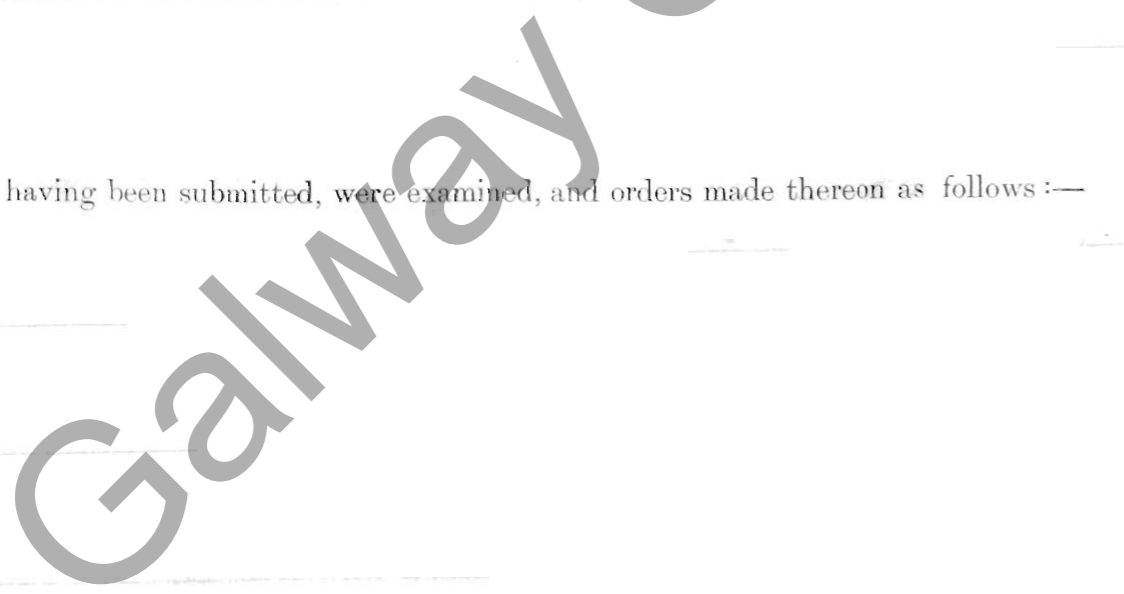 having been submitted, were examined, and orders made thereon as follows :—
Galway